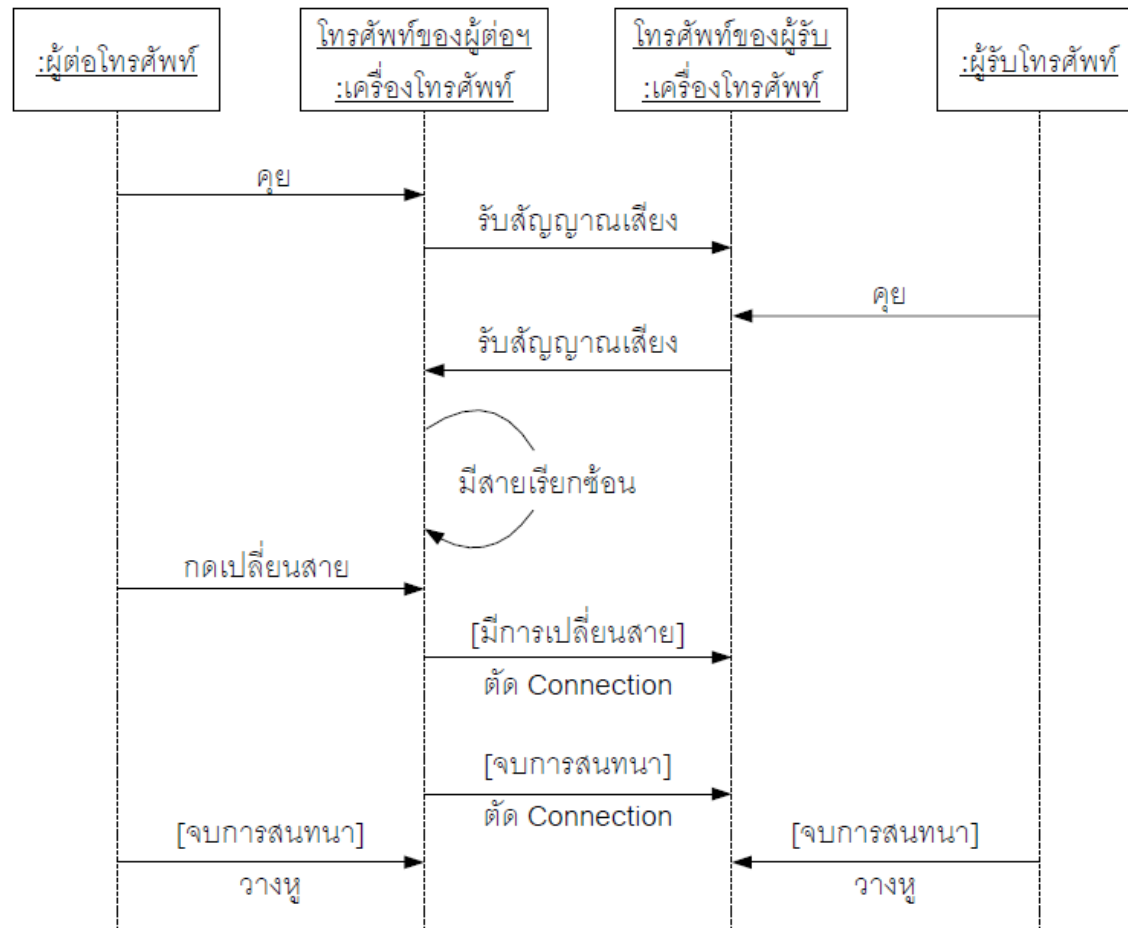 :ผู้ต่อโทรศัพท์
โทรศัพท์ของผู้ต่อฯ
:เครื่องโทรศัพท์
โทรศัพท์ของผู้รับ
:เครื่องโทรศัพท์
:ผู้รับโทรศัพท์
คุย
รับสัญญาณเสียง
คุย
รับสัญญาณเสียง
มีสายเรียกซ้อน
กดเปลี่ยนสาย
[มีการเปลี่ยนสาย]
ตัด Connection
[จบการสนทนา]
ตัด Connection
[จบการสนทนา]
วางหู
[จบการสนทนา]
วางหู